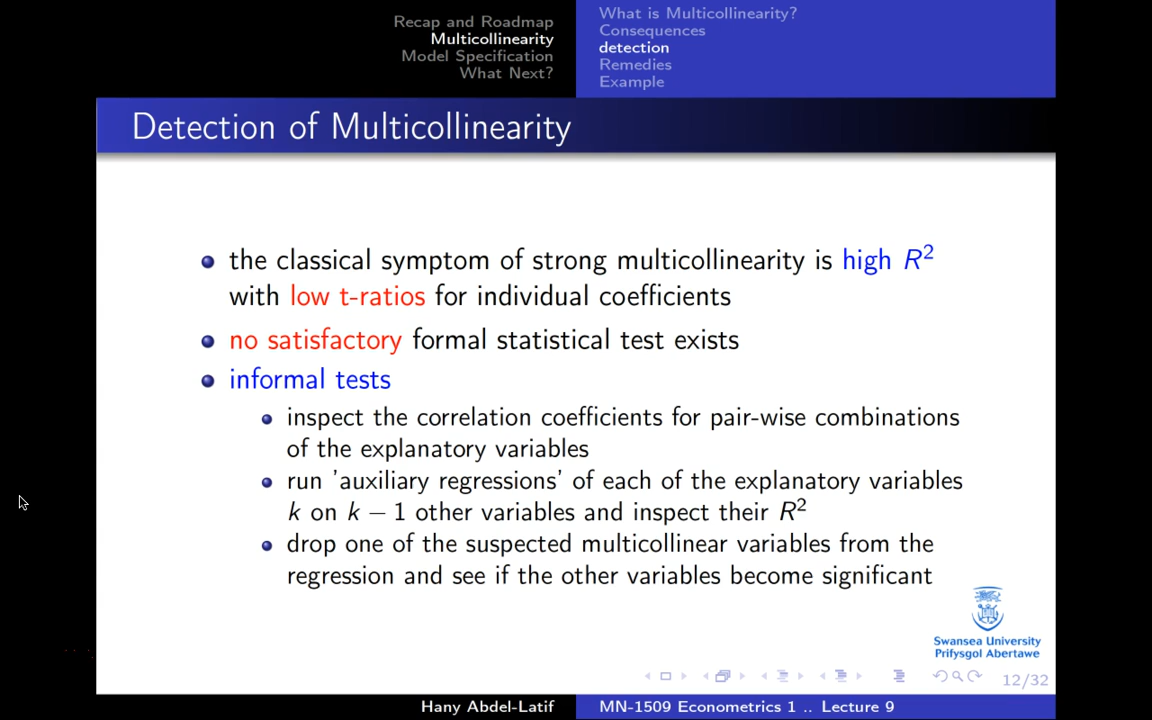 Recap and Roadmap
Multicollinearity
Model Specification
What Next?
What is Multicollinearity?
Consequences
detection
Remedies
Example
Detection of Multicollinearity
the classical symptom of strong multicollinearity is high R²
with low t-ratios for individual coefficients
no satisfactory formal statistical test exists
informal tests
inspect the correlation coefficients for pair-wise combinations
of the explanatory variables
run 'auxiliary regressions' of each of the explanatory variables
k on k − 1 other variables and inspect their R²
drop one of the suspected multicollinear variables from the
regression and see if the other variables become significant
Swansea University
Prifysgol Abertawe
12/32
Hany Abdel-Latif
MN-1509 Econometrics 1 .. Lecture 9